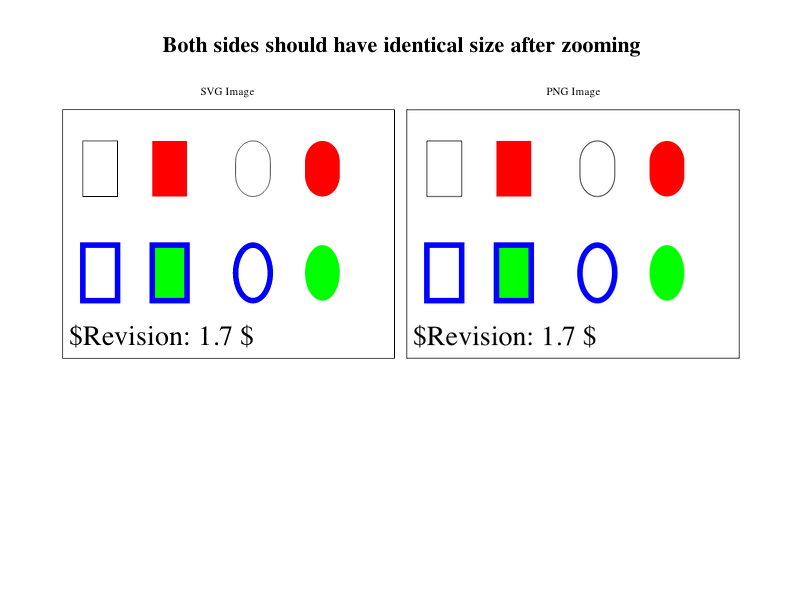 Both sides should have identical size after zooming
SVG Image
PNG Image
$Revision: 1.7 $
$Revision: 1.7 $